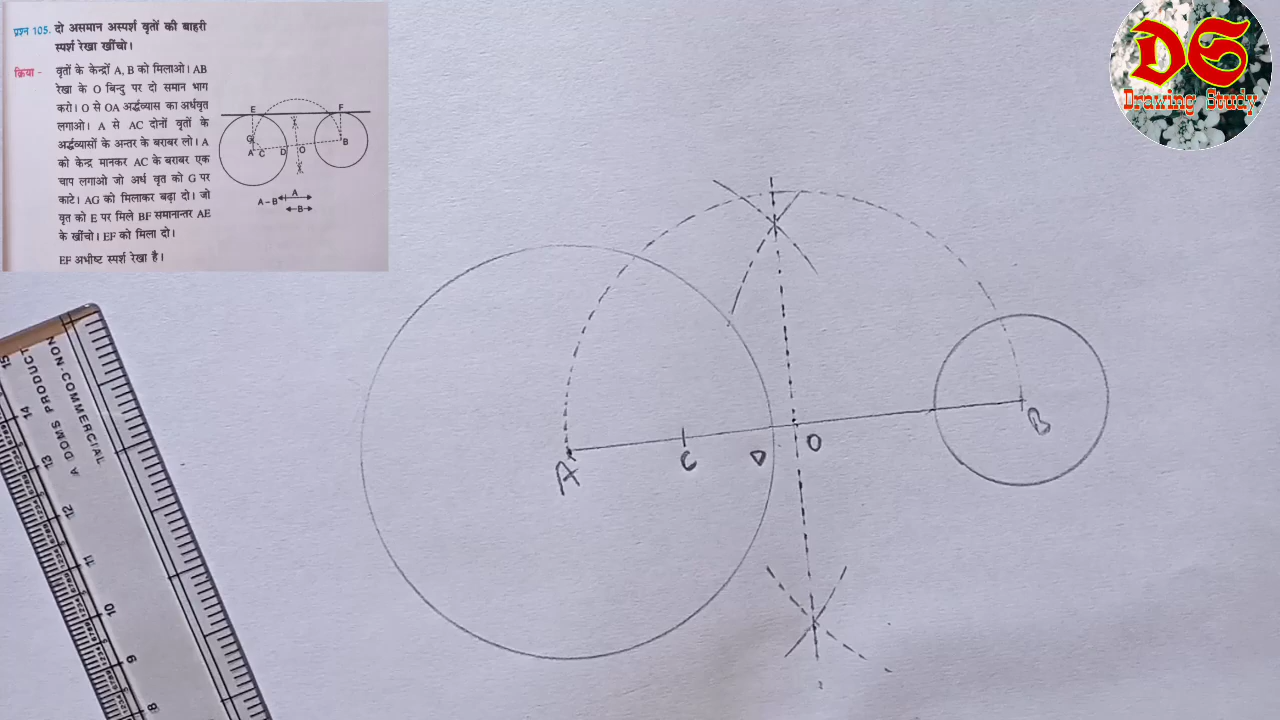 प्रश्न 105. दो असमान अस्पर्श वृतों की बाहरी
स्पर्श रेखा खींचो।
क्रिया - वृतों के केन्द्रों A, B को मिलाओ। AB
रेखा के O बिन्दु पर दो समान भाग
करो। O से OA अर्द्धव्यास का अर्धवृत
लगाओ। A से AC दोनों वृतों के
अर्द्धव्यासों के अन्तर के बराबर लो। A
को केन्द्र मानकर AC के बराबर एक
चाप लगाओ जो अर्ध वृत को G पर
काटे। AG को मिलाकर बढ़ा दो। जो
वृत को E पर मिले BF समानान्तर AE
के खींचो। EF को मिला दो।
EF अभीष्ट स्पर्श रेखा है।
E F
G
A C D O B
A
A-B
B
DS
Drawing Study
A C D O B
NON-COMMERCIAL
A DOMS PRODUCT
15
14
13
12
11
10
9
8